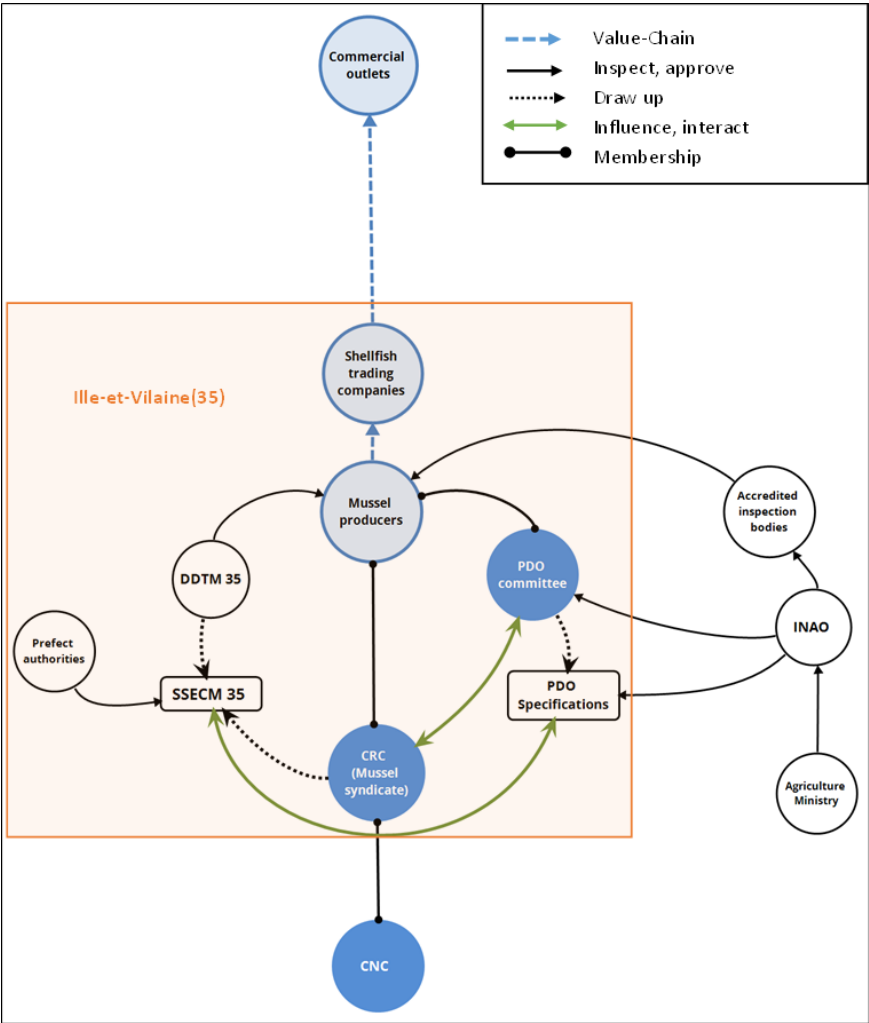 Commercial
outlets
Value-Chain
Inspect, approve
Draw up
Influence, interact
Membership
Ille-et-Vilaine(35)
Shellfish
trading
companies
Mussel
producers
Accredited
inspection
bodies
DDTM 35
PDO
committee
Prefect
authorities
INAO
SSECM 35
PDO
Specifications
CRC
(Mussel
syndicate)
Agriculture
Ministry
CNC